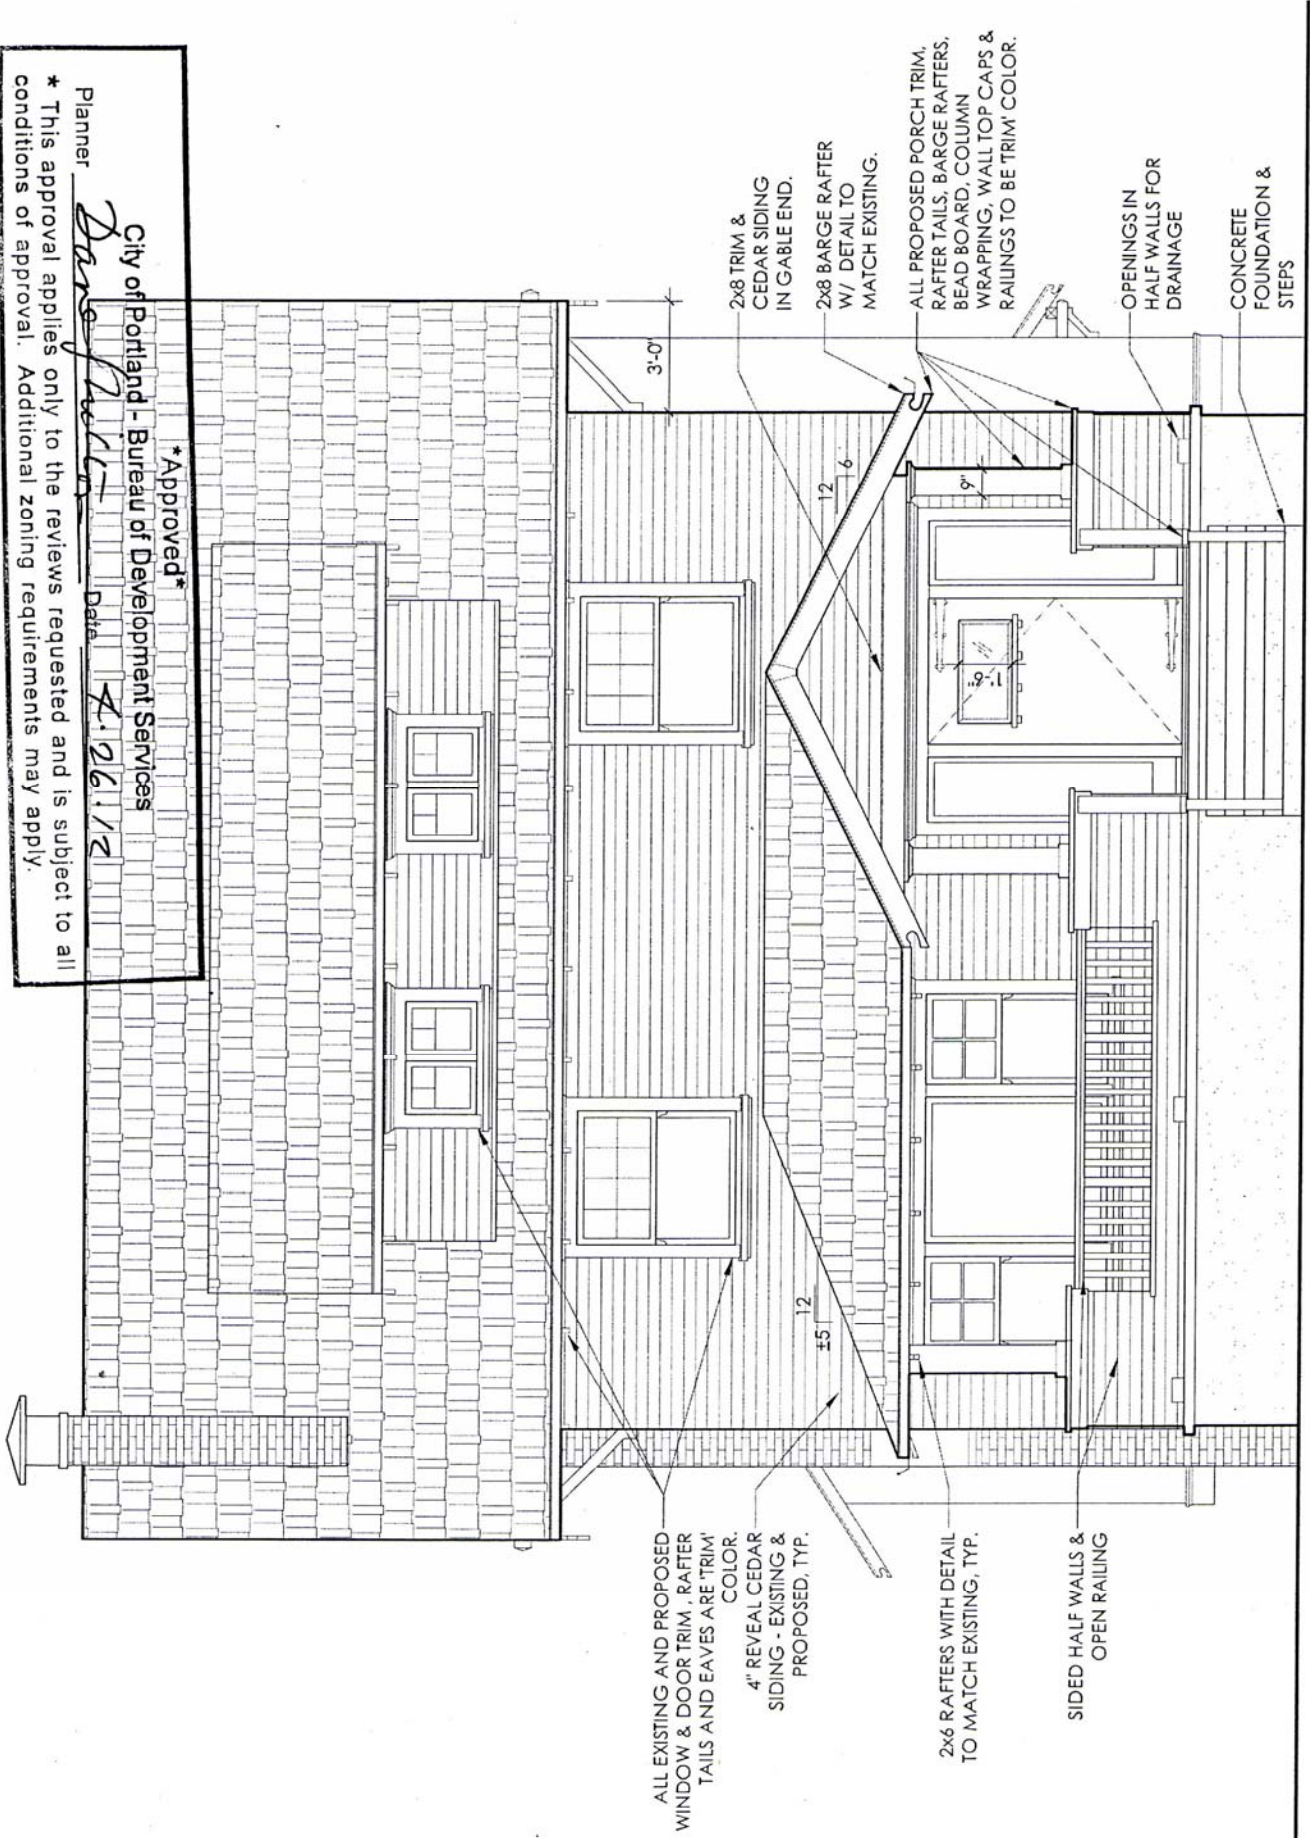 2x8 TRIM &
CEDAR SIDING
IN GABLE END.
2x8 BARGE RAFTER
W/ DETAIL TO
MATCH EXISTING.
ALL PROPOSED PORCH TRIM,
RAFTER TAILS, BARGE RAFTERS,
BEAD BOARD, COLUMN
WRAPPING, WALL TOP CAPS &
RAILINGS TO BE 'TRIM' COLOR.
OPENINGS IN
HALF WALLS FOR
DRAINAGE
CONCRETE
FOUNDATION &
STEPS
3'-0"
12
6
9"
1'-6"
12
±5
ALL EXISTING AND PROPOSED
WINDOW & DOOR TRIM, RAFTER
TAILS AND EAVES ARE 'TRIM'
COLOR.
4" REVEAL CEDAR
SIDING - EXISTING &
PROPOSED, TYP.
2x6 RAFTERS WITH DETAIL
TO MATCH EXISTING, TYP.
SIDED HALF WALLS &
OPEN RAILING
*Approved*
City of Portland - Bureau of Development Services
Planner Date 4.26.12
* This approval applies only to the reviews requested and is subject to all
conditions of approval. Additional zoning requirements may apply.